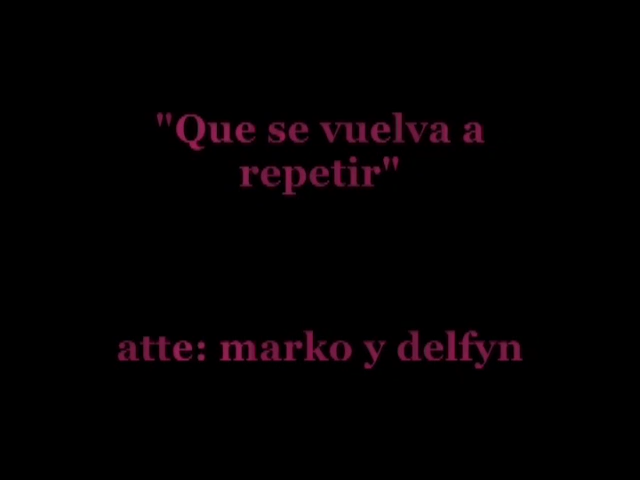 "Que se vuelva a
repetir"
atte: marko y delfyn